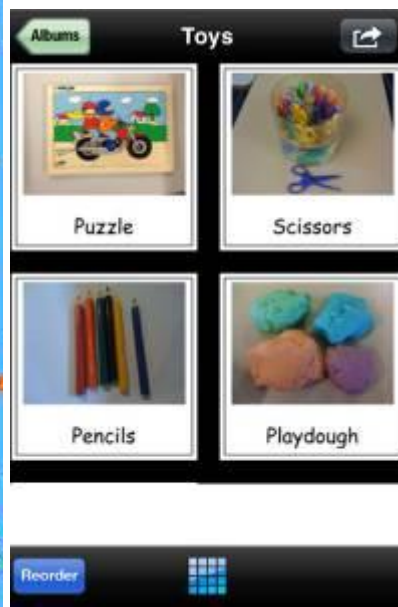 Albums
Toys
Puzzle
Scissors
Pencils
Playdough
Reorder